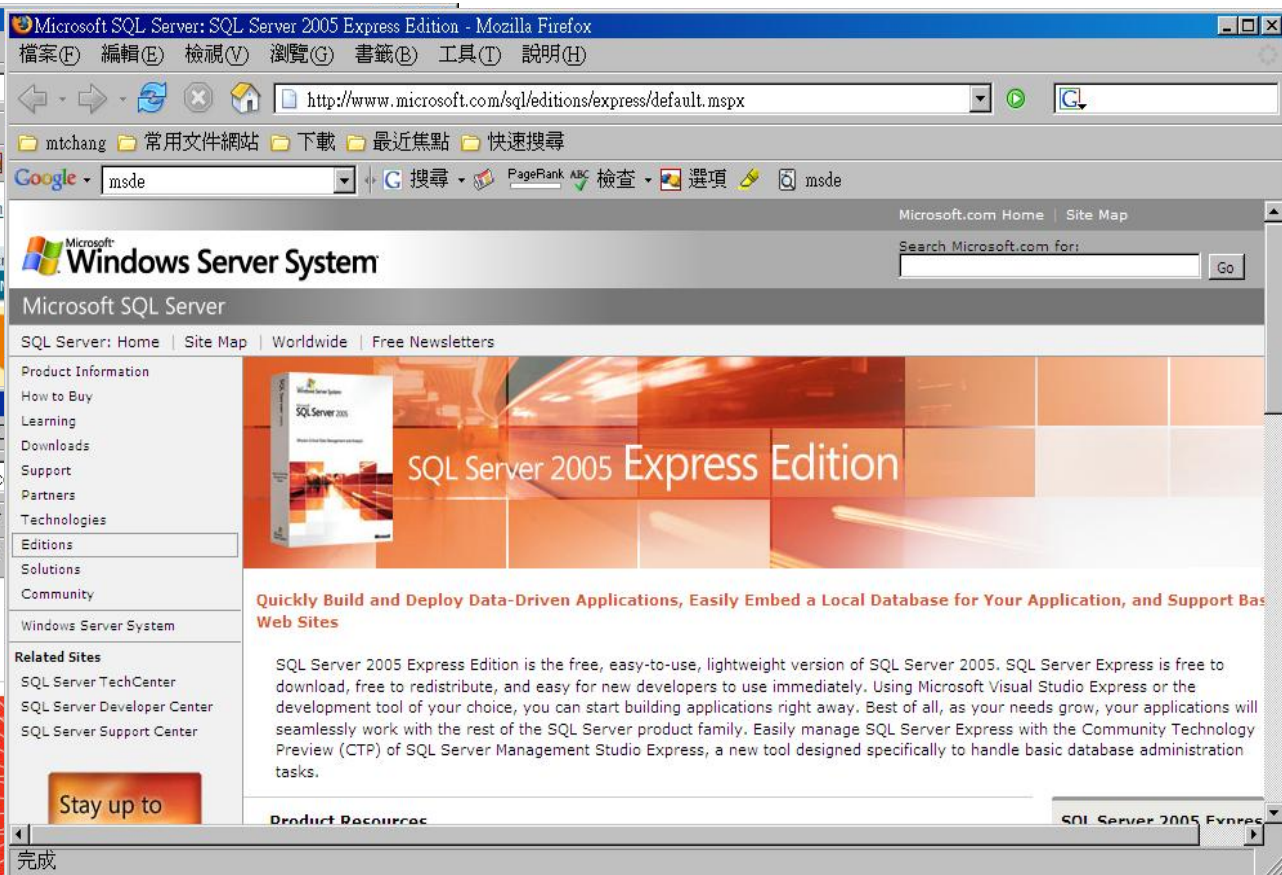 Microsoft SQL Server: SQL Server 2005 Express Edition - Mozilla Firefox
檔案(F) 編輯(E) 檢視(V) 瀏覽(G) 書籤(B) 工具(T) 說明(H)
http://www.microsoft.com/sql/editions/express/default.mspx
G
mtchang 常用文件網站 下載 最近焦點 快速搜尋
Google msde G 搜尋 PageRank ABC 檢查 選項 msde
Microsoft.com Home | Site Map
Microsoft
Windows Server System
Search Microsoft.com for:
Go
Microsoft SQL Server
SQL Server: Home | Site Map | Worldwide | Free Newsletters
Product Information
How to Buy
Learning
Downloads
Support
Partners
Technologies
Editions
Solutions
Community
Windows Server System
Related Sites
SQL Server TechCenter
SQL Server Developer Center
SQL Server Support Center
Stay up to
Windows Server System
SQL Server 2005
Microsoft
SQL Server 2005 Express Edition
Quickly Build and Deploy Data-Driven Applications, Easily Embed a Local Database for Your Application, and Support Bas
Web Sites
SQL Server 2005 Express Edition is the free, easy-to-use, lightweight version of SQL Server 2005. SQL Server Express is free to
download, free to redistribute, and easy for new developers to use immediately. Using Microsoft Visual Studio Express or the
development tool of your choice, you can start building applications right away. Best of all, as your needs grow, your applications will
seamlessly work with the rest of the SQL Server product family. Easily manage SQL Server Express with the Community Technology
Preview (CTP) of SQL Server Management Studio Express, a new tool designed specifically to handle basic database administration
tasks.
Product Resources
SQL Server 2005 Expres
完成